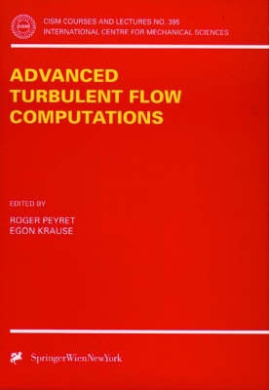 CISM COURSES AND LECTURES NO. 395
INTERNATIONAL CENTRE FOR MECHANICAL SCIENCES
ADVANCED
TURBULENT FLOW
COMPUTATIONS
EDITED BY
ROGER PEYRET
EGON KRAUSE
SpringerWienNewYork